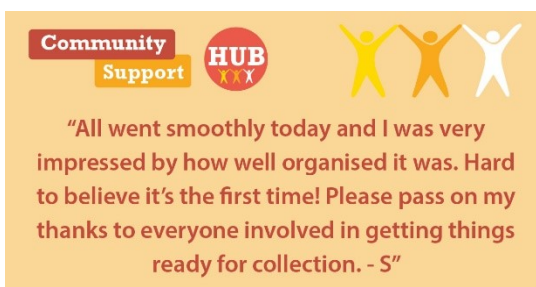 Community
Support
HUB
“All went smoothly today and I was very
impressed by how well organised it was. Hard
to believe it’s the first time! Please pass on my
thanks to everyone involved in getting things
ready for collection. - S”